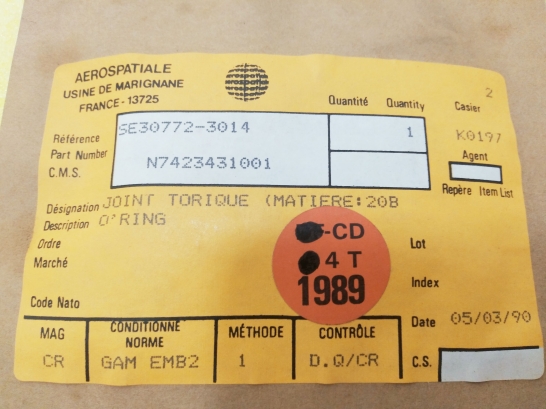 AEROSPATIALE
USINE DE MARIGNANE
FRANCE - 13725
aerospatiale
Quantité Quantity
2
Casier
Référence SE30772-3014 1 K0197
Part Number
C.M.S. N7423431001
Agent
Repère Item List
Désignation JOINT TORIQUE (MATIERE:20B
Description O'RING
Ordre
Marché
-CD
4 T
1989
Lot
Index
Code Nato
Date 05/03/90
MAG CONDITIONNÉ NORME MÉTHODE CONTRÔLE
CR GAM EMB2 1 D.Q/CR C.S.